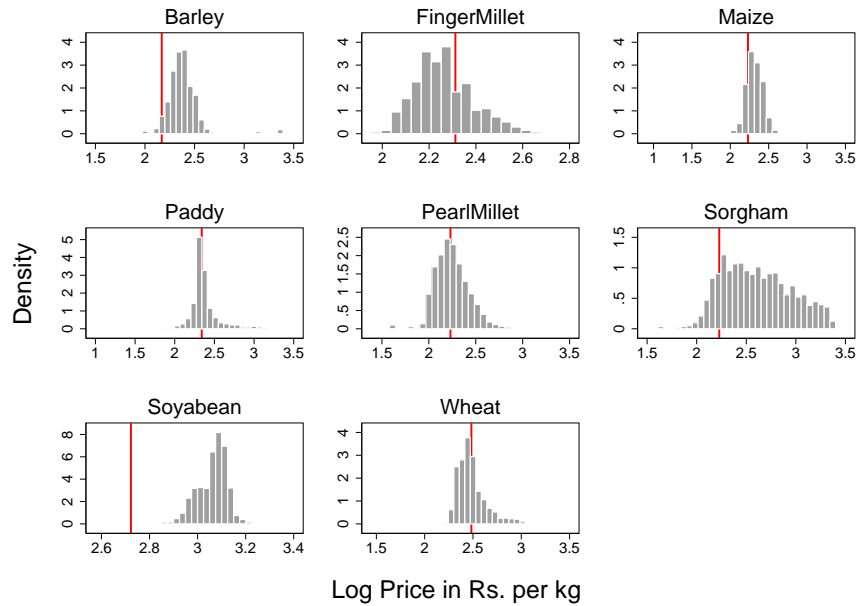 Barley
0 1 2 3 4
1.5 2 2.5 3 3.5
FingerMillet
0 1 2 3 4
2 2.2 2.4 2.6 2.8
Maize
0 1 2 3 4
1 1.5 2 2.5 3 3.5
Paddy
0 1 2 3 4 5
1 1.5 2 2.5 3 3.5
PearlMillet
0 .5 1 1.5 2 2.5
1.5 2 2.5 3 3.5
Sorgham
0 .5 1 1.5
1.5 2 2.5 3 3.5
Soyabean
0 2 4 6 8
2.6 2.8 3 3.2 3.4
Wheat
0 1 2 3 4
1.5 2 2.5 3 3.5
Density
Log Price in Rs. per kg